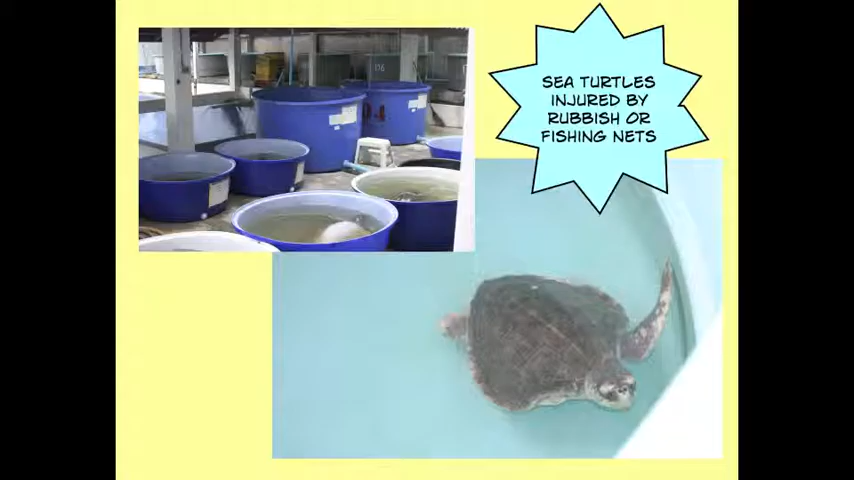 SEA TURTLES
INJURED BY
RUBBISH OR
FISHING NETS